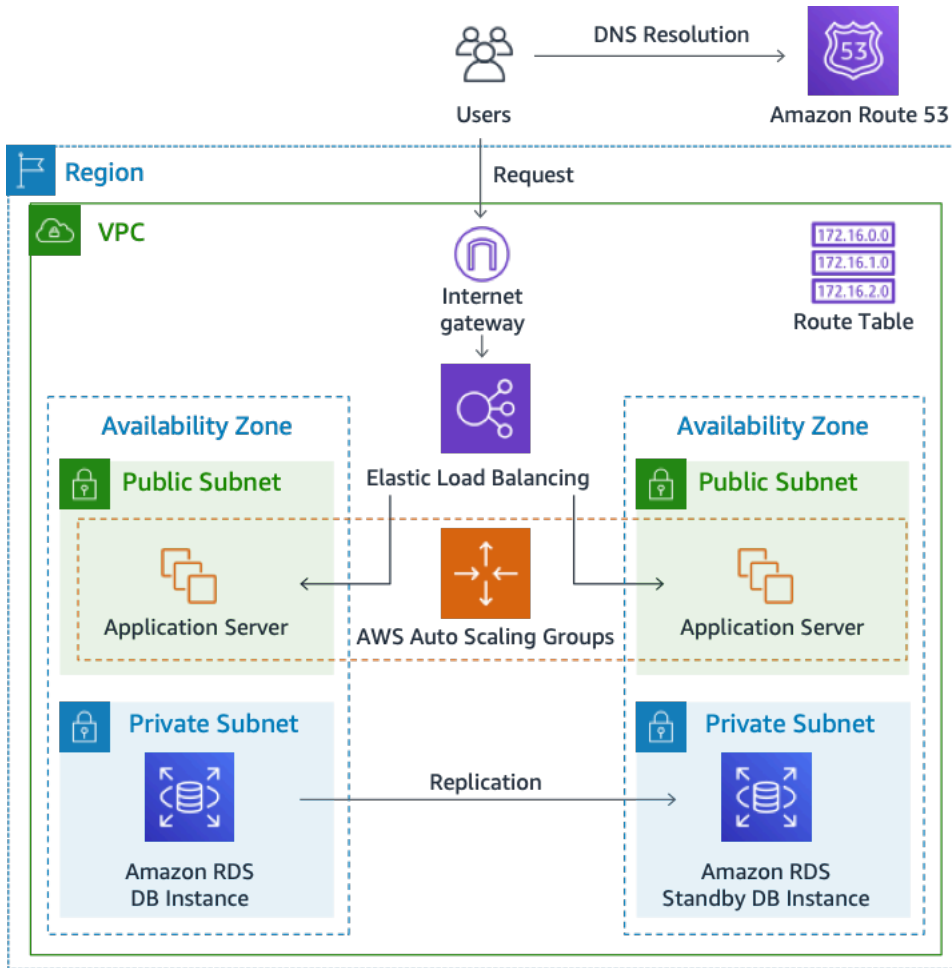 DNS Resolution
53
Users
Amazon Route 53
Region
Request
VPC
172.16.0.0
172.16.1.0
172.16.2.0
Route Table
Internet
gateway
Availability Zone
Availability Zone
Public Subnet
Elastic Load Balancing
Public Subnet
Application Server
AWS Auto Scaling Groups
Application Server
Private Subnet
Private Subnet
Replication
Amazon RDS
DB Instance
Amazon RDS
Standby DB Instance